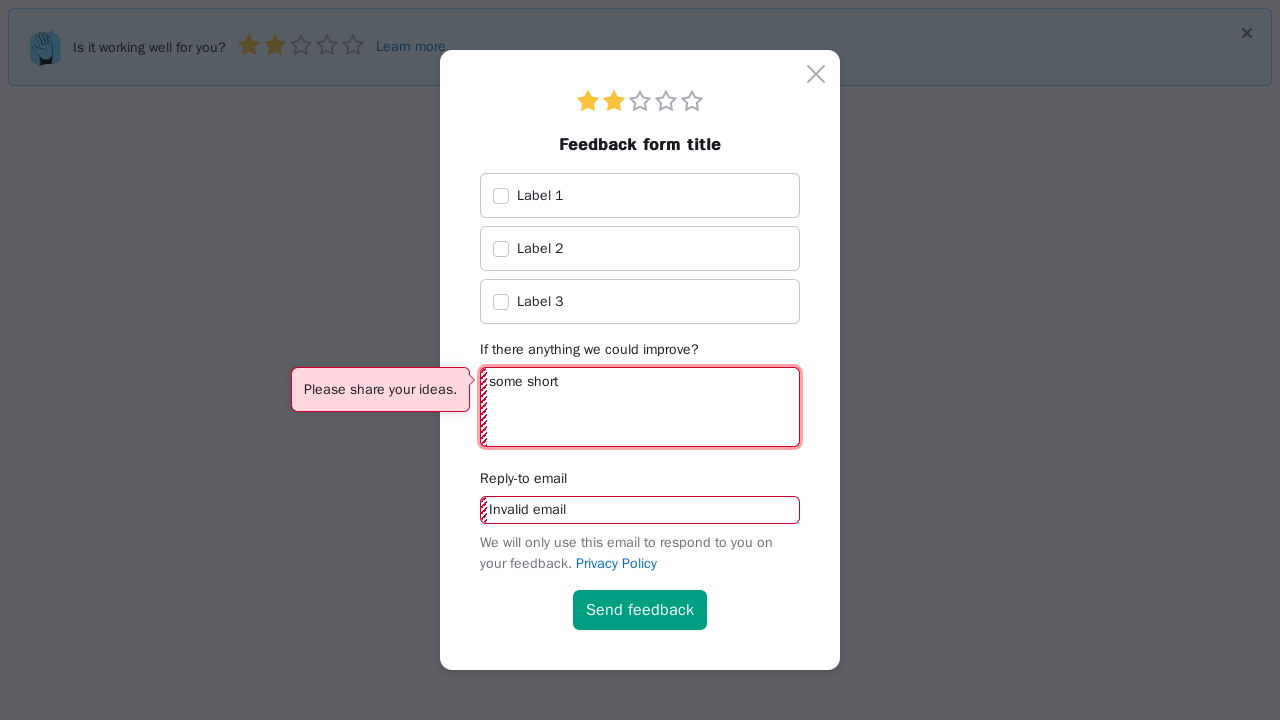 Is it working well for you?
Learn more
Feedback form title
Label 1
Label 2
Label 3
If there anything we could improve?
Please share your ideas.
some short
Reply-to email
Invalid email
We will only use this email to respond to you on
your feedback. Privacy Policy
Send feedback